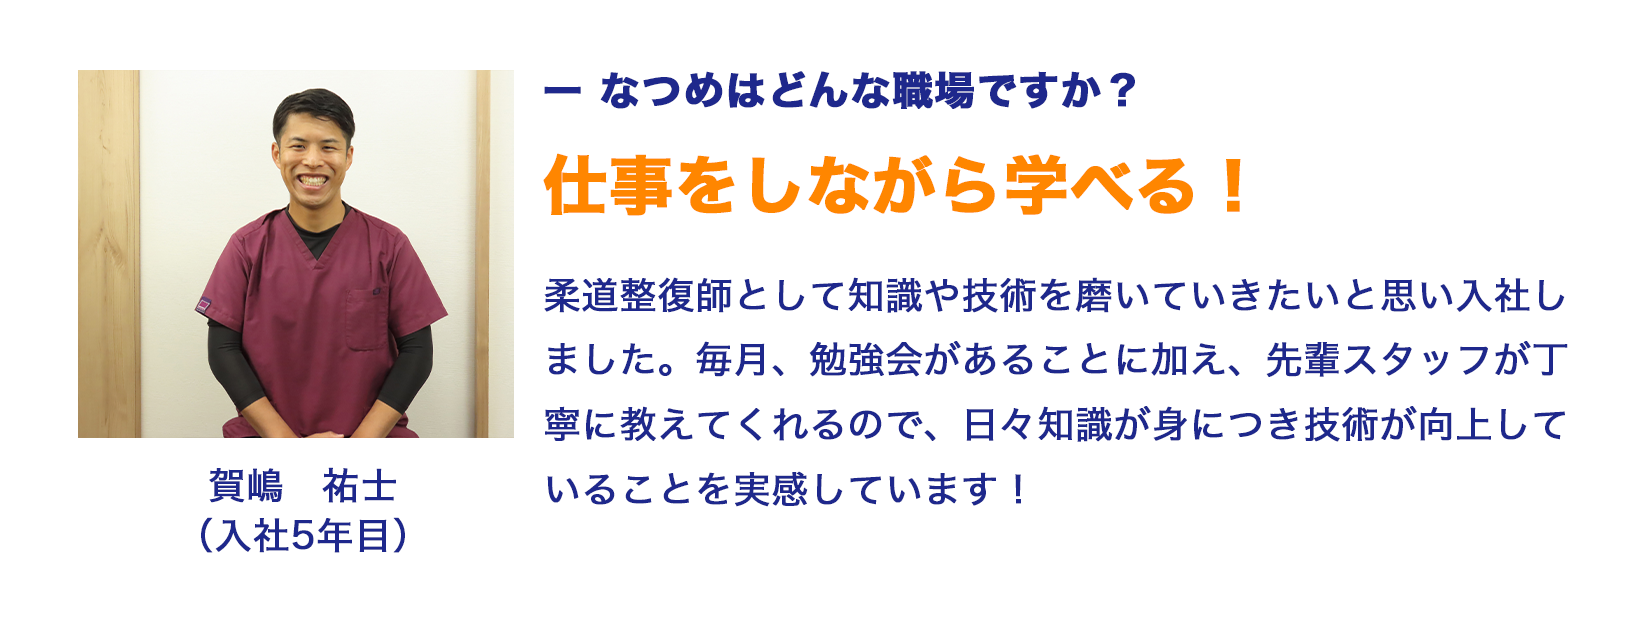 ー なつめはどんな職場ですか？
仕事をしながら学べる！
柔道整復師として知識や技術を磨いていきたいと思い入社し
ました。毎月、勉強会があることに加え、先輩スタッフが丁
寧に教えてくれるので、日々知識が身につき技術が向上して
いることを実感しています！
賀嶋　祐士
（入社5年目）